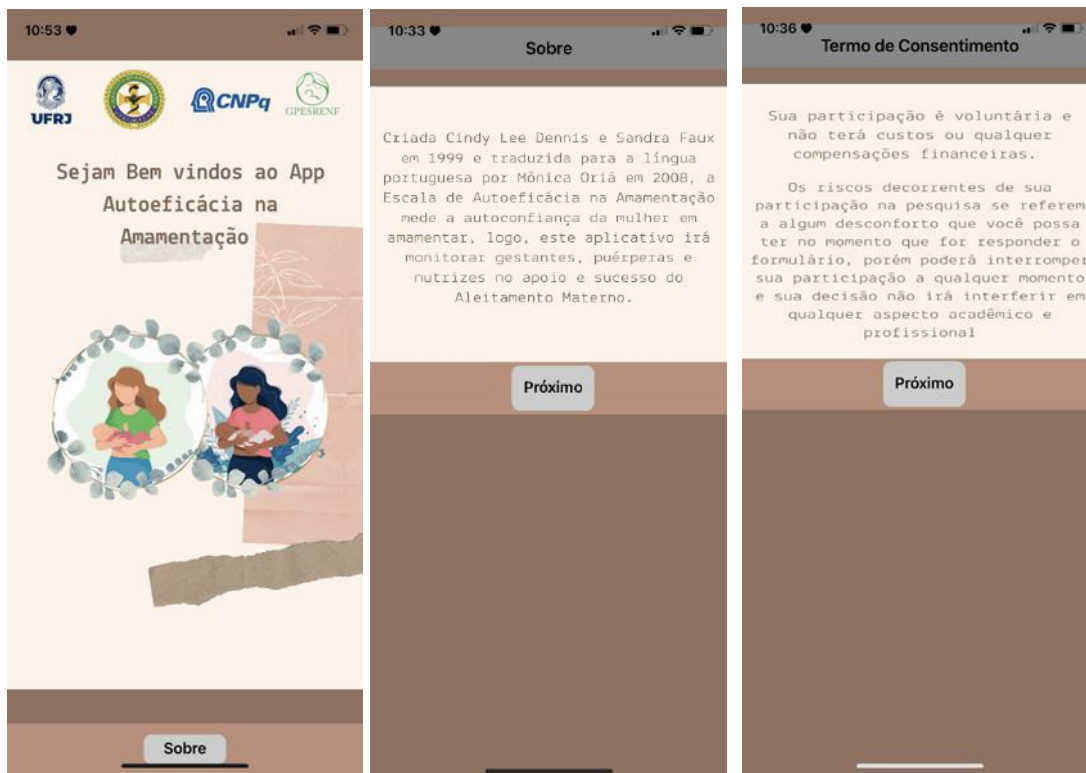 10:53
UFRJ
CNPq
GPESRENF
Sejam Bem vindos ao App
Autoeficácia na
Amamentação
Sobre
10:33
Sobre
Criada Cindy Lee Dennis e Sandra Faux
em 1999 e traduzida para a língua
portuguesa por Mônica Oriá em 2008, a
Escala de Autoeficácia na Amamentação
mede a autoconfiança da mulher em
amamentar, logo, este aplicativo irá
monitorar gestantes, puérperas e
nutrizes no apoio e sucesso do
Aleitamento Materno.
Próximo
10:36
Termo de Consentimento
Sua participação é voluntária e
não terá custos ou qualquer
compensações financeiras.
Os riscos decorrentes de sua
participação na pesquisa se referem
a algum desconforto que você possa
ter no momento que for responder o
formulário, porém poderá interromper
sua participação a qualquer momento
e sua decisão não irá interferir em
qualquer aspecto acadêmico e
profissional
Próximo